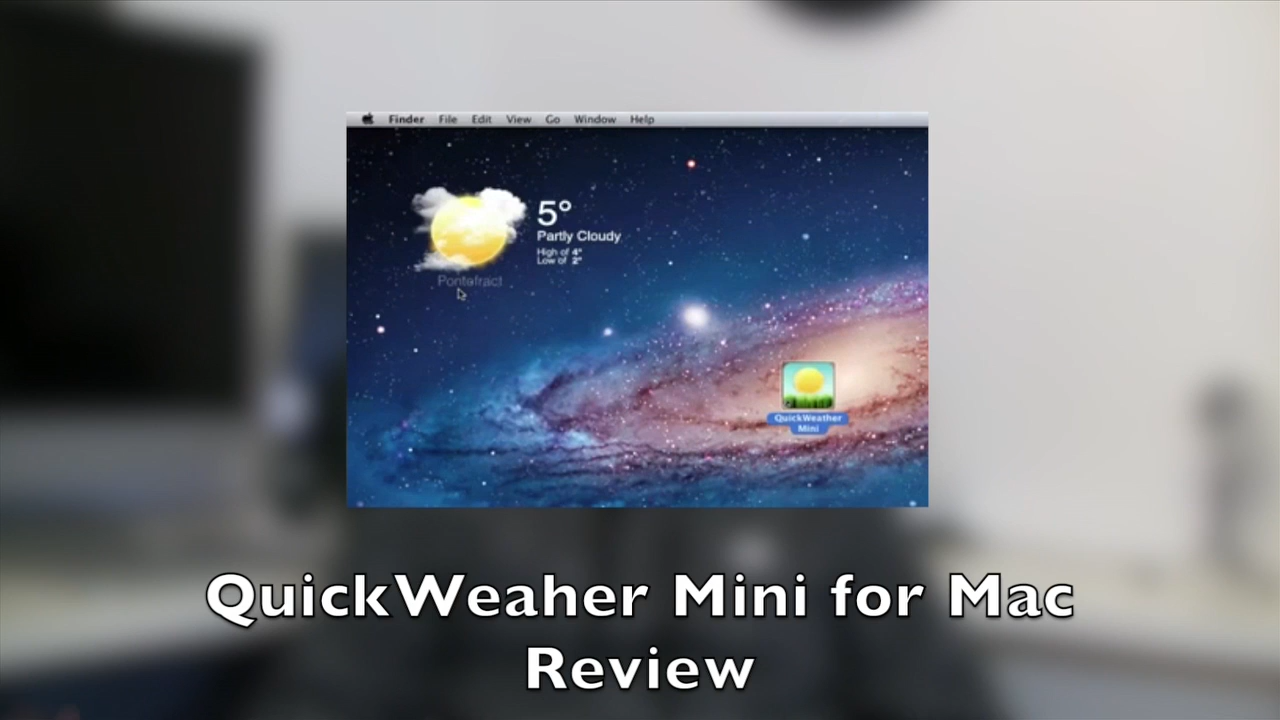 Finder File Edit View Go Window Help
5°
Partly Cloudy
High of 4°
Low of 2°
Pontefract
QuickWeather
Mini
QuickWeaher Mini for Mac
Review